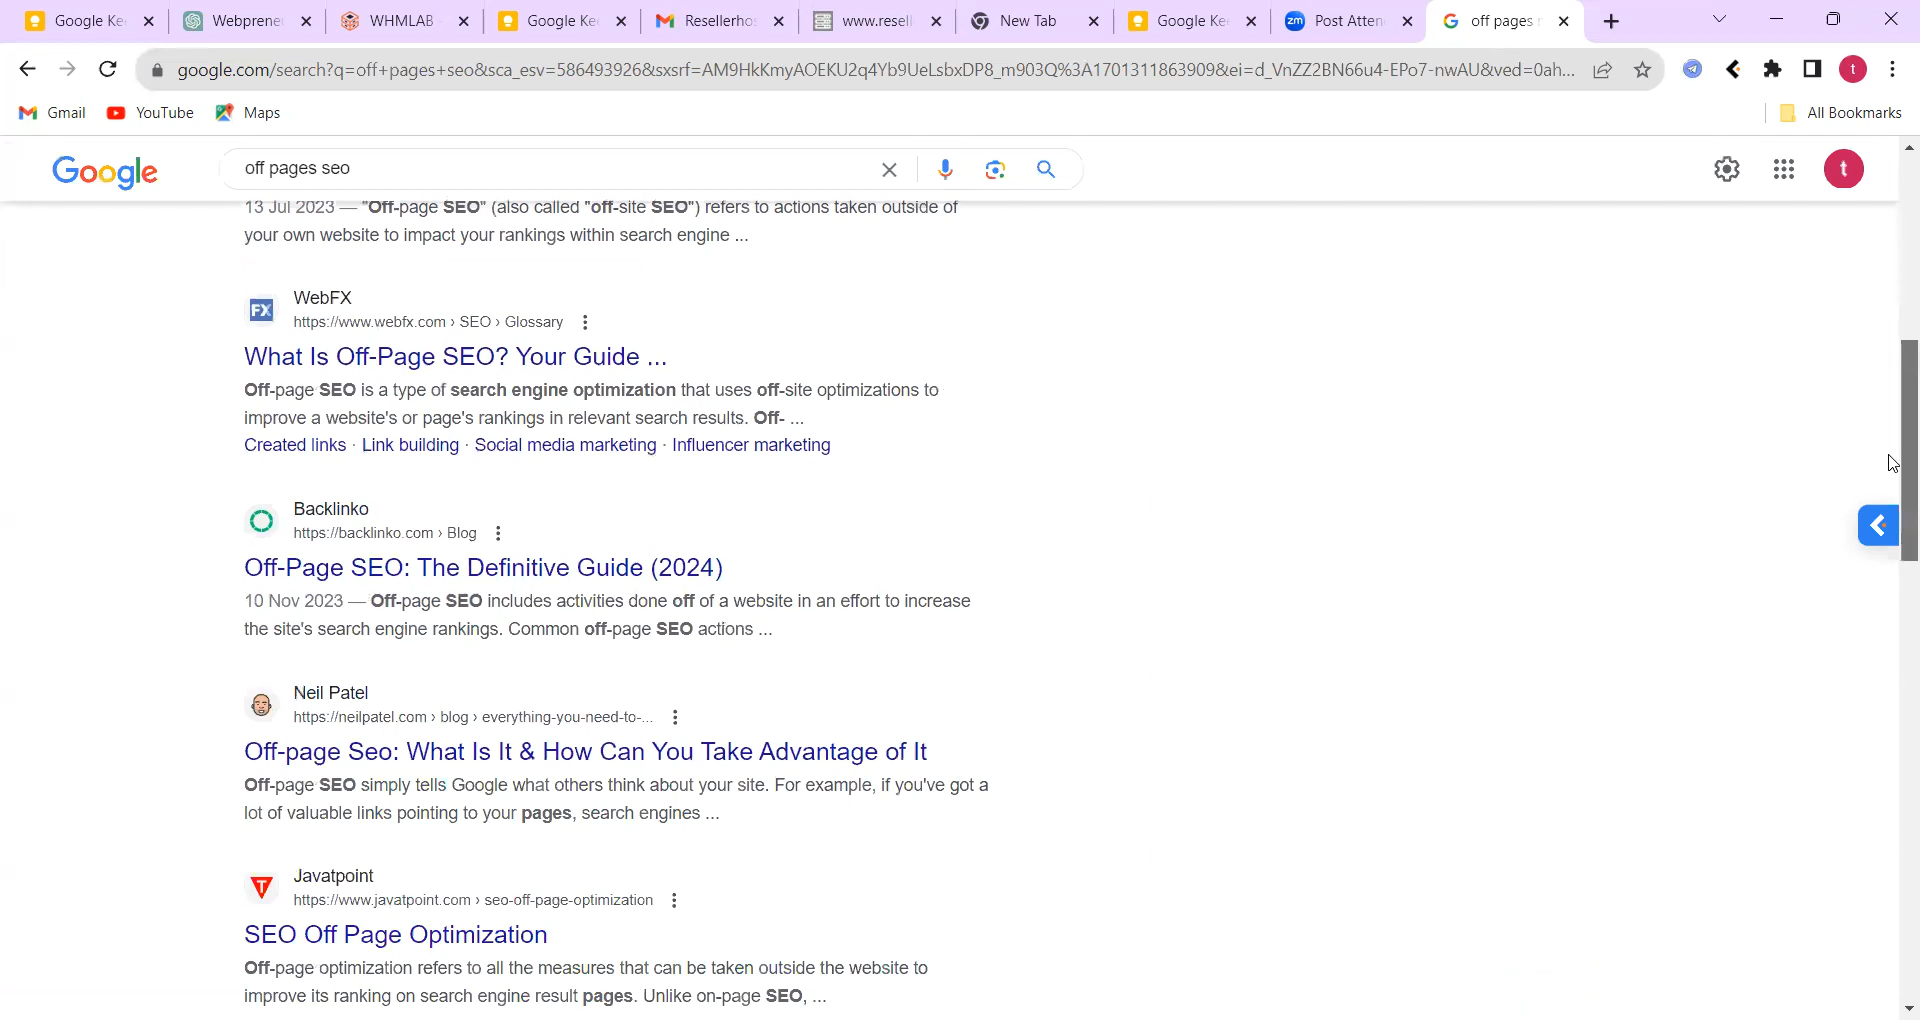 Google Ke
Webprene
WHMLAB
Google Kee
Resellerhos
www.resell
New Tab
Google Ke
zm
Post Atten
off pages
google.com/search?q=off+pages+seo&sca_esv=586493926&sxsrf=AM9HkKmyAOEKU2q4Yb9UeLsbxDP8_m903Q%3A1701311863909&ei=d_VnZZ2BN66u4-EPo7-nwAU&ved=0ah...
t
Gmail
YouTube
Maps
All Bookmarks
Google
off pages seo
t
13 Jul 2023 — "Off-page SEO" (also called "off-site SEO") refers to actions taken outside of
your own website to impact your rankings within search engine ...
FX
WebFX
https://www.webfx.com › SEO › Glossary
What Is Off-Page SEO? Your Guide ...
Off-page SEO is a type of search engine optimization that uses off-site optimizations to
improve a website's or page's rankings in relevant search results. Off- ...
Created links · Link building · Social media marketing · Influencer marketing
Backlinko
https://backlinko.com › Blog
Off-Page SEO: The Definitive Guide (2024)
10 Nov 2023 — Off-page SEO includes activities done off of a website in an effort to increase
the site's search engine rankings. Common off-page SEO actions ...
Neil Patel
https://neilpatel.com › blog › everything-you-need-to-...
Off-page Seo: What Is It & How Can You Take Advantage of It
Off-page SEO simply tells Google what others think about your site. For example, if you've got a
lot of valuable links pointing to your pages, search engines ...
T
Javatpoint
https://www.javatpoint.com › seo-off-page-optimization
SEO Off Page Optimization
Off-page optimization refers to all the measures that can be taken outside the website to
improve its ranking on search engine result pages. Unlike on-page SEO, ...